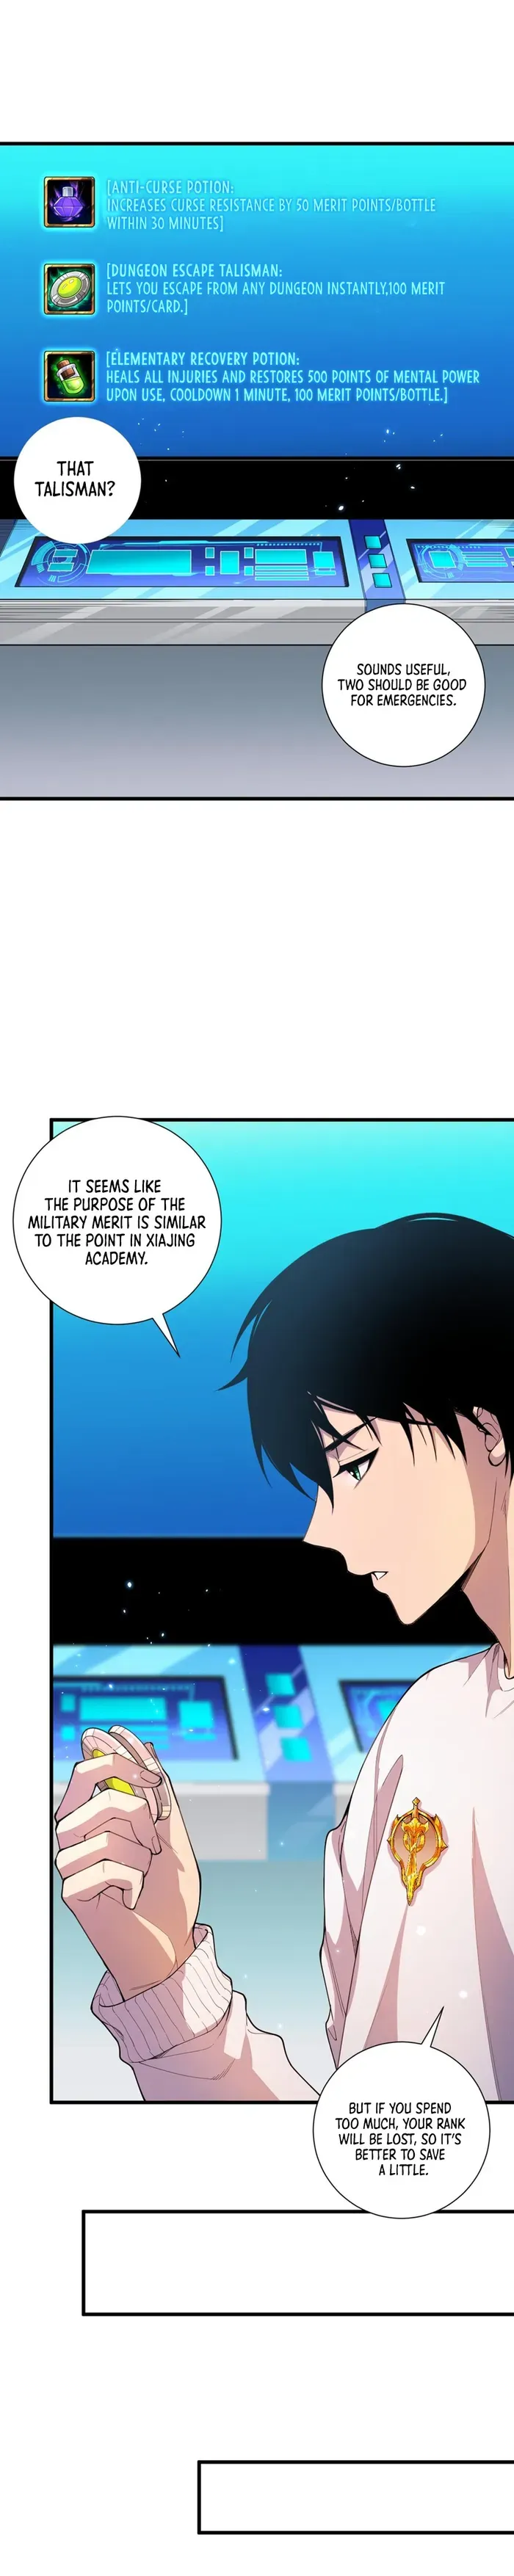 [ANTI-CURSE POTION:
INCREASES CURSE RESISTANCE BY 50 MERIT POINTS/BOTTLE
WITHIN 30 MINUTES]
[DUNGEON ESCAPE TALISMAN:
LETS YOU ESCAPE FROM ANY DUNGEON INSTANTLY,100 MERIT
POINTS/CARD.]
[ELEMENTARY RECOVERY POTION:
HEALS ALL INJURIES AND RESTORES 500 POINTS OF MENTAL POWER
UPON USE, COOLDOWN 1 MINUTE, 100 MERIT POINTS/BOTTLE.]
THAT
TALISMAN?
SOUNDS USEFUL,
TWO SHOULD BE GOOD
FOR EMERGENCIES.
IT SEEMS LIKE
THE PURPOSE OF THE
MILITARY MERIT IS SIMILAR
TO THE POINT IN XIAJING
ACADEMY.
BUT IF YOU SPEND
TOO MUCH, YOUR RANK
WILL BE LOST, SO IT'S
BETTER TO SAVE
A LITTLE.